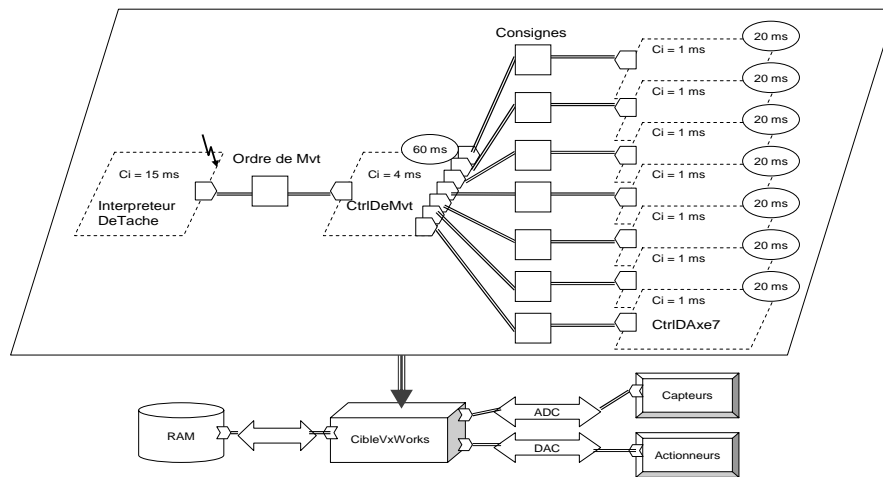 20 ms
Consignes
Ci = 1 ms
20 ms
Ci = 1 ms
20 ms
Ci = 1 ms
60 ms
Ordre de Mvt
20 ms
Ci = 15 ms
Ci = 4 ms
Ci = 1 ms
Interpreteur
DeTache
CtrlDeMvt
20 ms
Ci = 1 ms
20 ms
Ci = 1 ms
20 ms
Ci = 1 ms
CtrlDAxe7
ADC
Capteurs
RAM
CibleVxWorks
DAC
Actionneurs